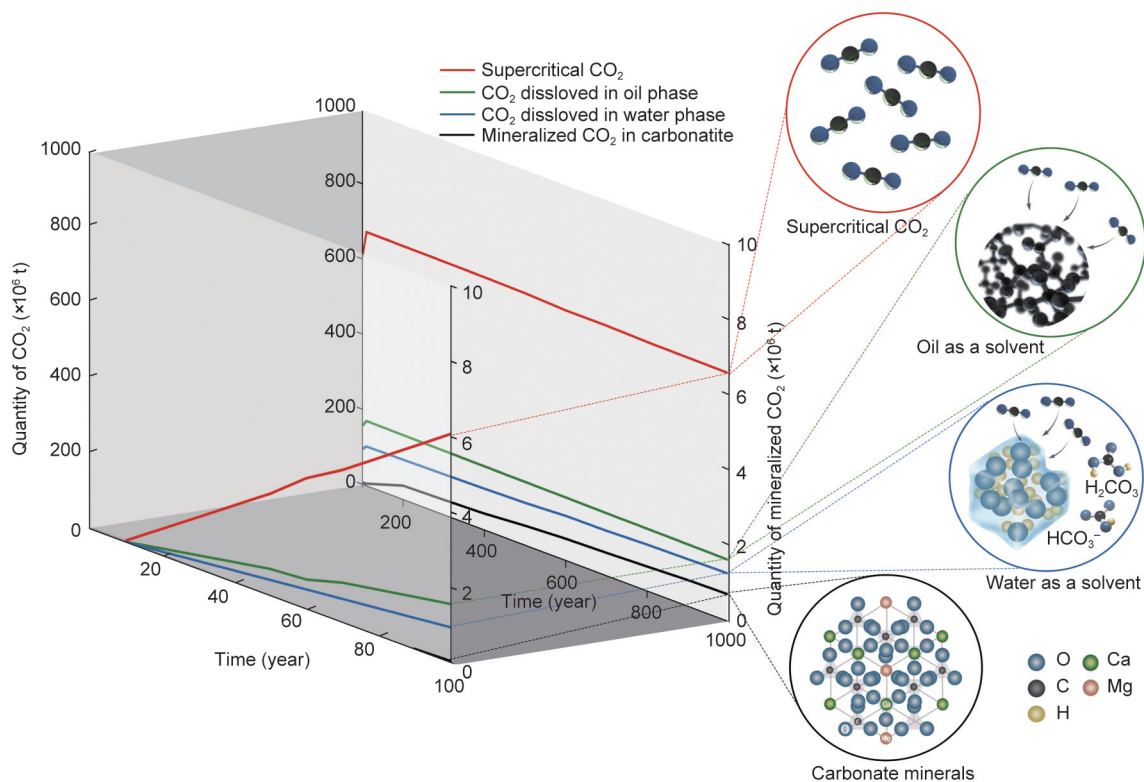 Supercritical CO₂
CO₂ dissloved in oil phase
CO₂ dissloved in water phase
Mineralized CO₂ in carbonatite
Quantity of CO₂ (×10⁶ t)
1000
800
600
400
200
0
1000
800
600
400
200
0
10
8
6
4
2
0
10
8
6
4
2
0
Quantity of mineralized CO₂ (×10⁶ t)
20
40
60
80
100
Time (year)
200
400
600
800
1000
Time (year)
Supercritical CO₂
Oil as a solvent
H₂CO₃
HCO₃⁻
Water as a solvent
Carbonate minerals
O
Ca
C
Mg
H